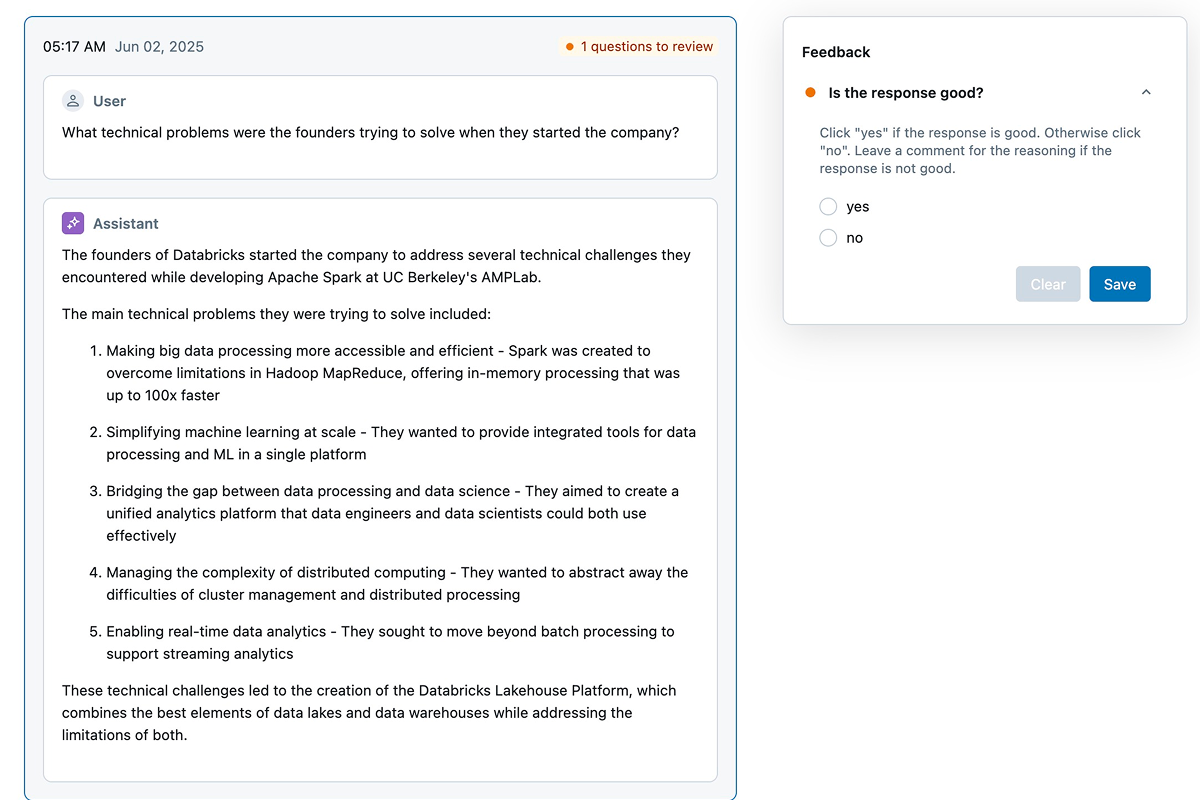 05:17 AM Jun 02, 2025
1 questions to review
User
What technical problems were the founders trying to solve when they started the company?
Assistant
The founders of Databricks started the company to address several technical challenges they
encountered while developing Apache Spark at UC Berkeley's AMPLab.
The main technical problems they were trying to solve included:
1. Making big data processing more accessible and efficient - Spark was created to
overcome limitations in Hadoop MapReduce, offering in-memory processing that was
up to 100x faster
2. Simplifying machine learning at scale - They wanted to provide integrated tools for data
processing and ML in a single platform
3. Bridging the gap between data processing and data science - They aimed to create a
unified analytics platform that data engineers and data scientists could both use
effectively
4. Managing the complexity of distributed computing - They wanted to abstract away the
difficulties of cluster management and distributed processing
5. Enabling real-time data analytics - They sought to move beyond batch processing to
support streaming analytics
These technical challenges led to the creation of the Databricks Lakehouse Platform, which
combines the best elements of data lakes and data warehouses while addressing the
limitations of both.
Feedback
Is the response good?
Click "yes" if the response is good. Otherwise click
"no". Leave a comment for the reasoning if the
response is not good.
yes
no
Clear
Save